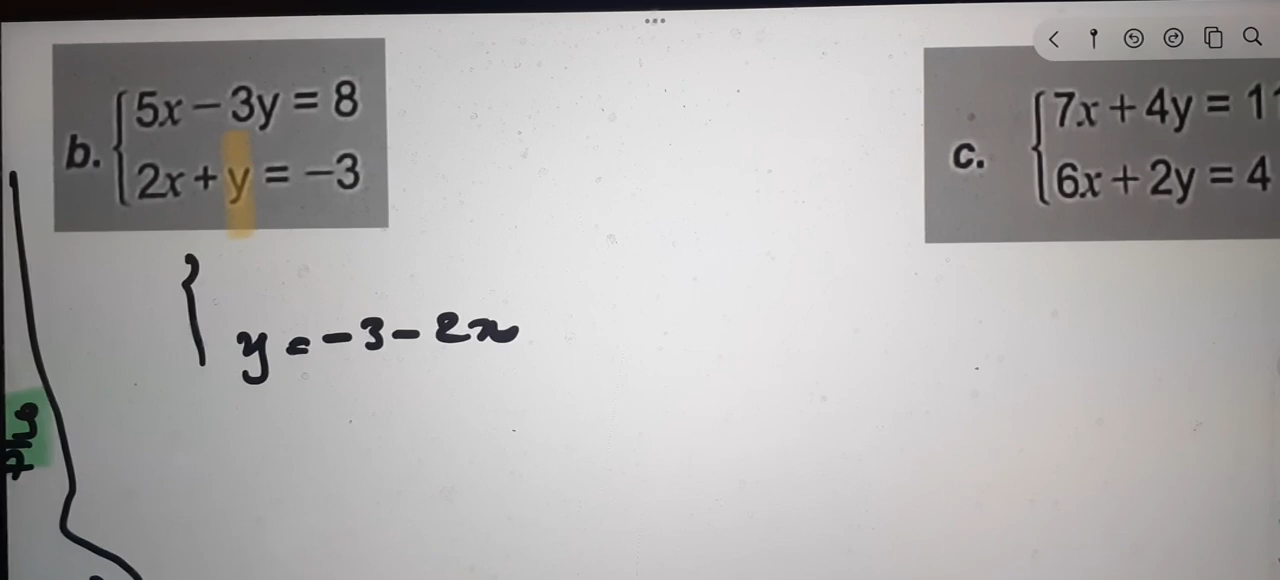 b. 5x – 3y = 8
2x + y = –3
c. 7x + 4y = 1
6x + 2y = 4
y = -3 - 2x